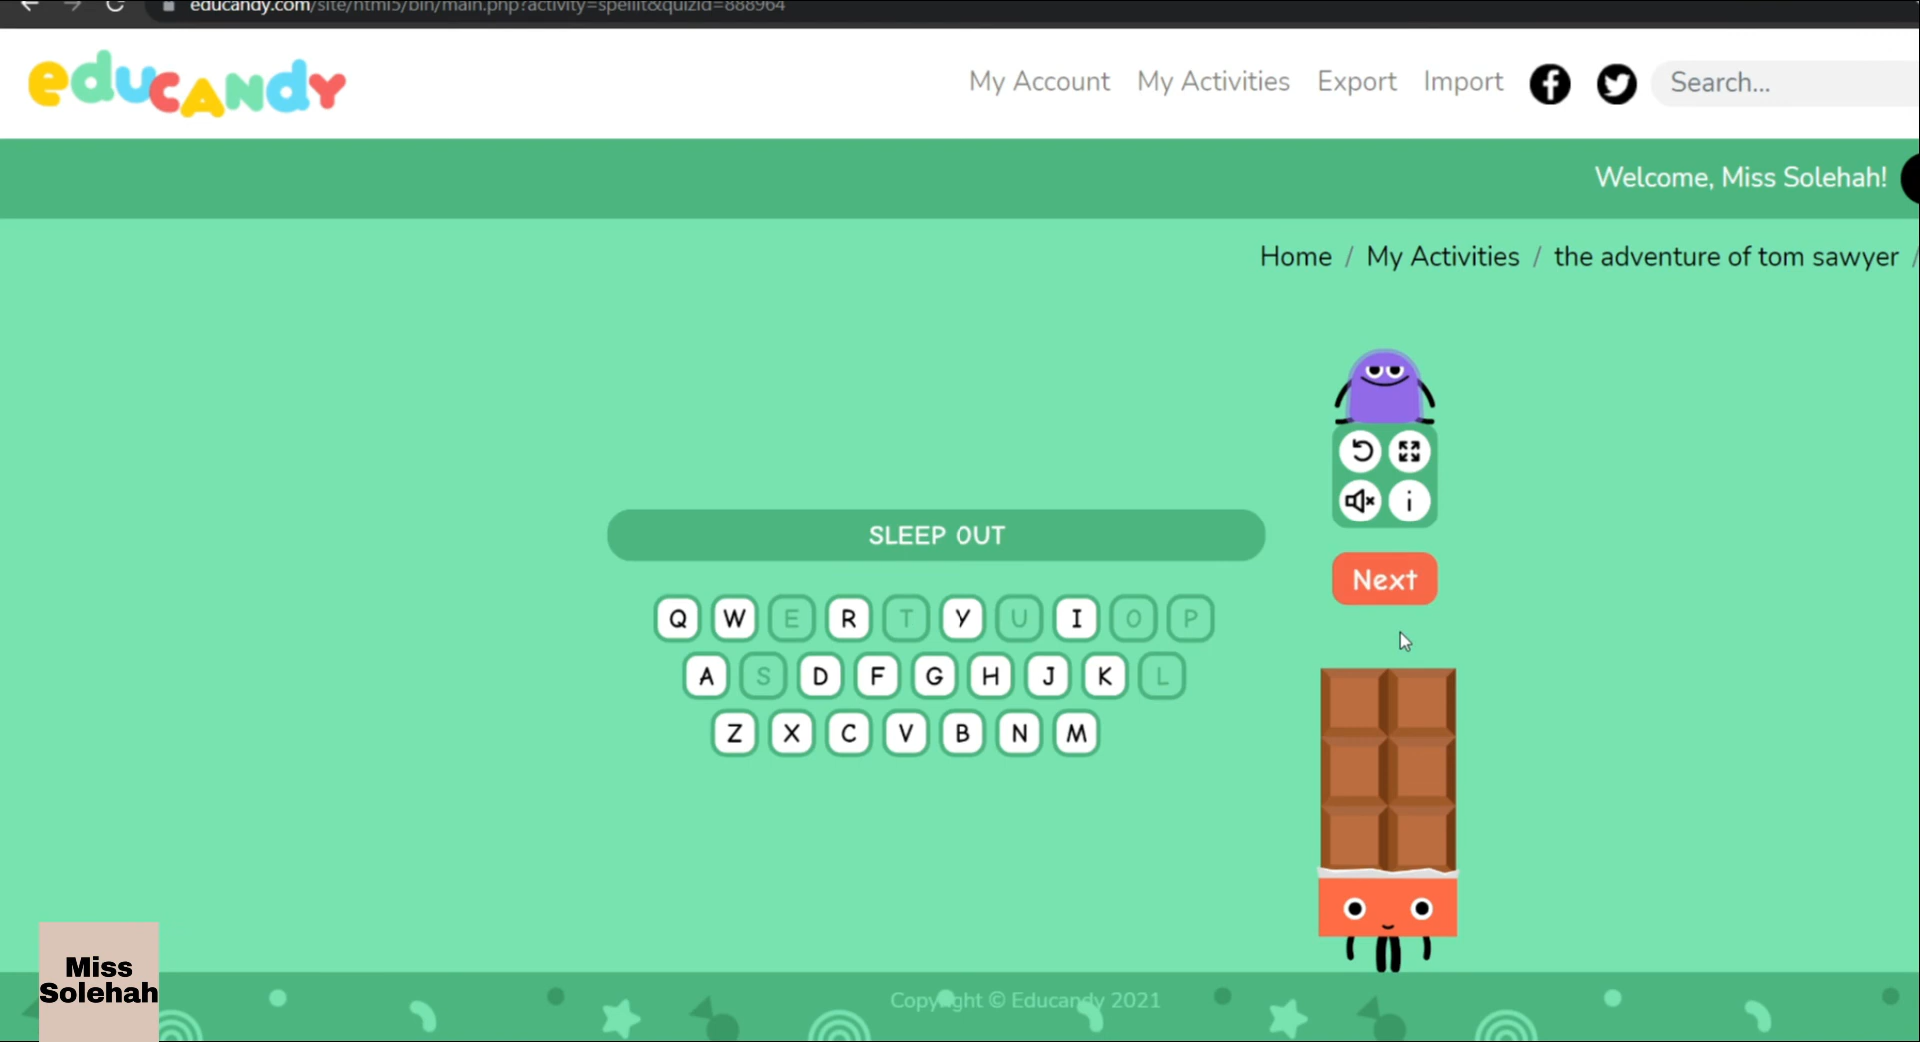 educandy.com/site/html5/bin/main.php?activity=spellit&quizid=888964
eduCANdy
My Account My Activities Export Import Search...
Welcome, Miss Solehah!
Home / My Activities / the adventure of tom sawyer /
SLEEP OUT
Next
Q W E R T Y U I O P
A S D F G H J K L
Z X C V B N M
Miss
Solehah
Copyright © Educandy 2021